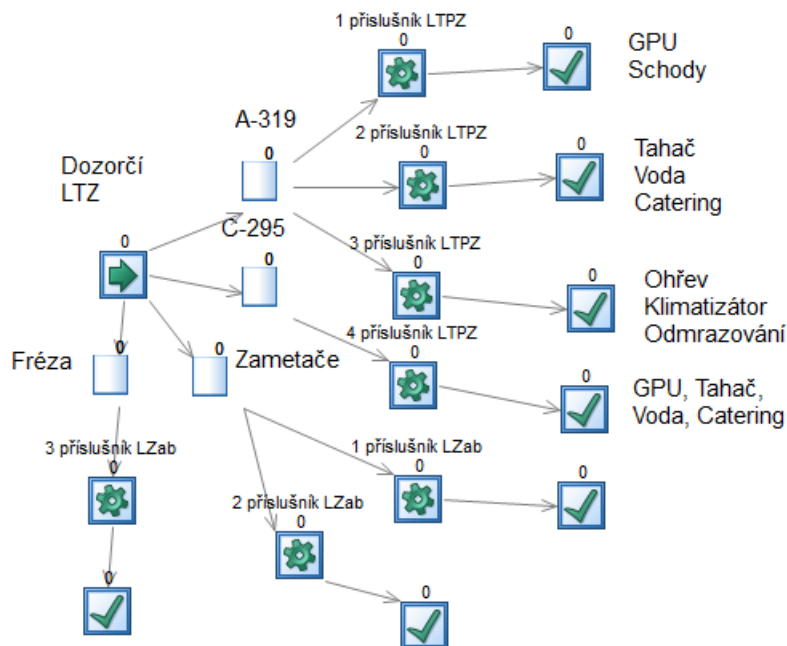 1 příslušník LTPZ
0
0
GPU
Schody
A-319
0
2 příslušník LTPZ
0
0
Tahač
Voda
Catering
Dozorčí
LTZ
0
C-295
0
3 příslušník LTPZ
0
0
Ohřev
Klimatizátor
Odmrazování
Fréza
0
0
Zametače
4 příslušník LTPZ
0
0
GPU, Tahač,
Voda, Catering
3 příslušník LZab
0
0
1 příslušník LZab
0
0
2 příslušník LZab
0
0